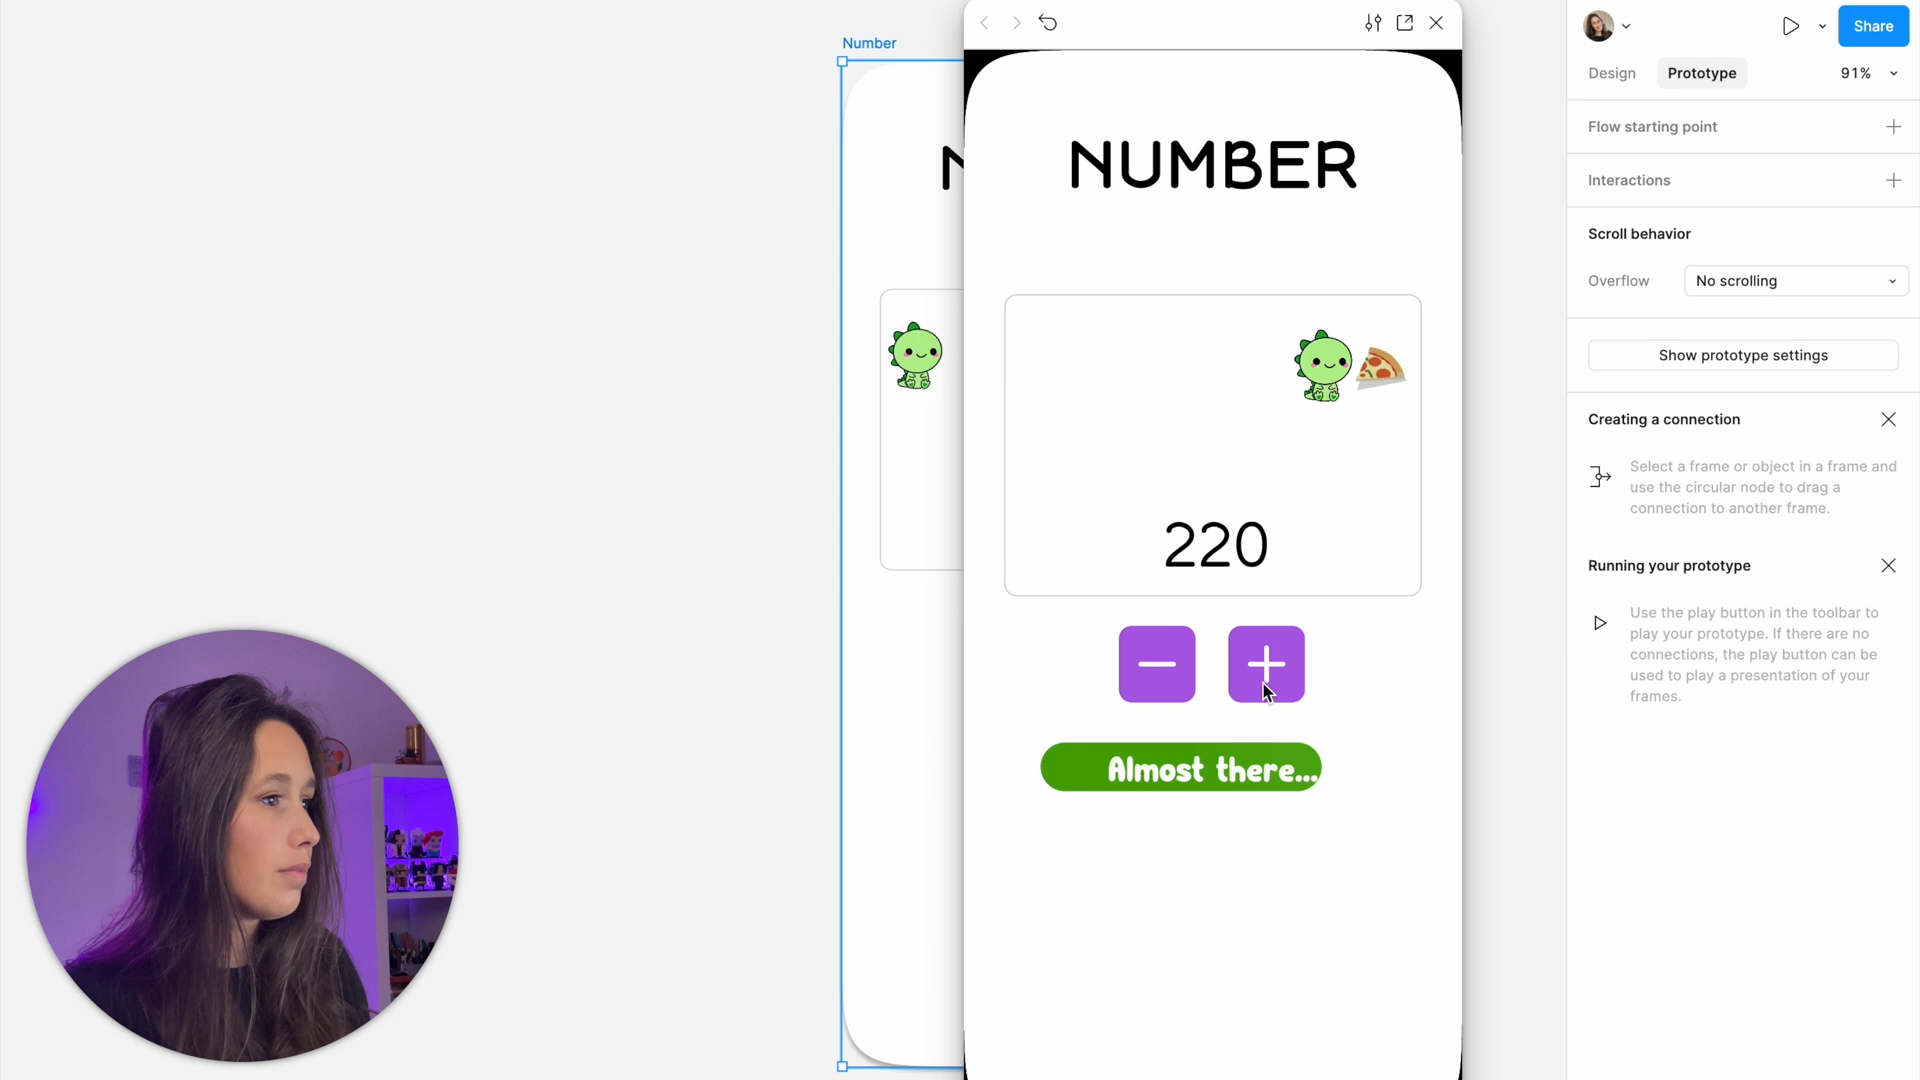 Number
N
NUMBER
220
Almost there...
Share
Design
Prototype
91%
Flow starting point
Interactions
Scroll behavior
Overflow
No scrolling
Show prototype settings
Creating a connection
Select a frame or object in a frame and
use the circular node to drag a
connection to another frame.
Running your prototype
Use the play button in the toolbar to
play your prototype. If there are no
connections, the play button can be
used to play a presentation of your
frames.